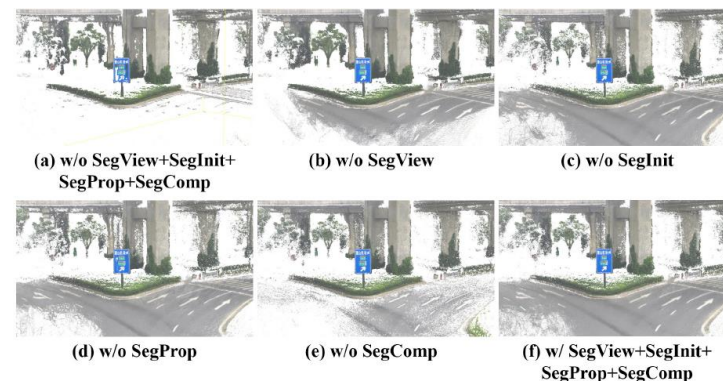 (a) w/o SegView+SegInit+
SegProp+SegComp
(b) w/o SegView
(c) w/o SegInit
(d) w/o SegProp
(e) w/o SegComp
(f) w/ SegView+SegInit+
SegProp+SegComp